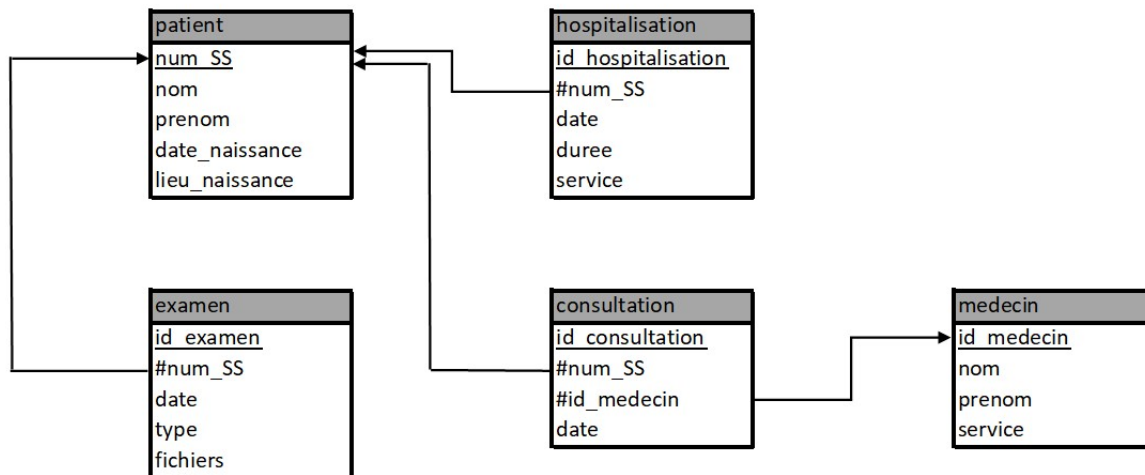 patient
num_SS
nom
prenom
date_naissance
lieu_naissance
hospitalisation
id_hospitalisation
#num_SS
date
duree
service
examen
id_examen
#num_SS
date
type
fichiers
consultation
id_consultation
#num_SS
#id_medecin
date
medecin
id_medecin
nom
prenom
service